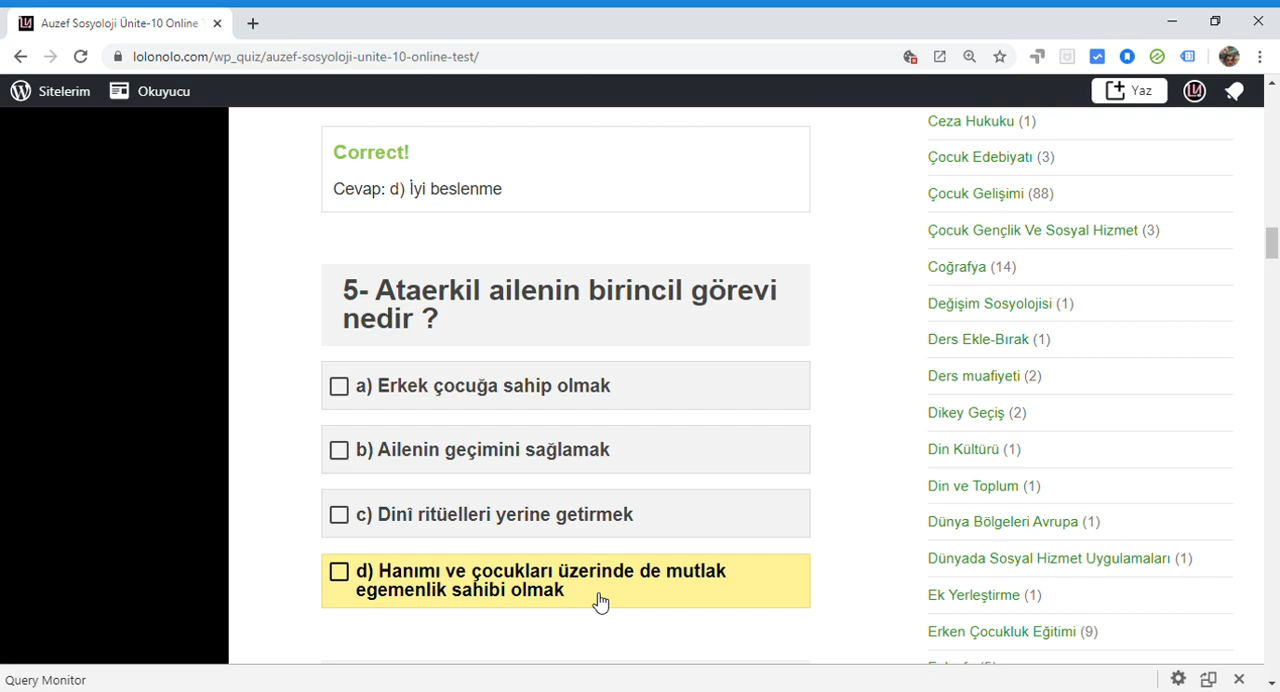 Auzef Sosyoloji Ünite-10 Online
lolonolo.com/wp_quiz/auzef-sosyoloji-unite-10-online-test/
Sitelerim
Okuyucu
Yaz
Correct!
Cevap: d) İyi beslenme
5- Ataerkil ailenin birincil görevi
nedir ?
a) Erkek çocuğa sahip olmak
b) Ailenin geçimini sağlamak
c) Dinî ritüelleri yerine getirmek
d) Hanımı ve çocukları üzerinde de mutlak
egemenlik sahibi olmak
Ceza Hukuku (1)
Çocuk Edebiyatı (3)
Çocuk Gelişimi (88)
Çocuk Gençlik Ve Sosyal Hizmet (3)
Coğrafya (14)
Değişim Sosyolojisi (1)
Ders Ekle-Bırak (1)
Ders muafiyeti (2)
Dikey Geçiş (2)
Din Kültürü (1)
Din ve Toplum (1)
Dünya Bölgeleri Avrupa (1)
Dünyada Sosyal Hizmet Uygulamaları (1)
Ek Yerleştirme (1)
Erken Çocukluk Eğitimi (9)
Query Monitor